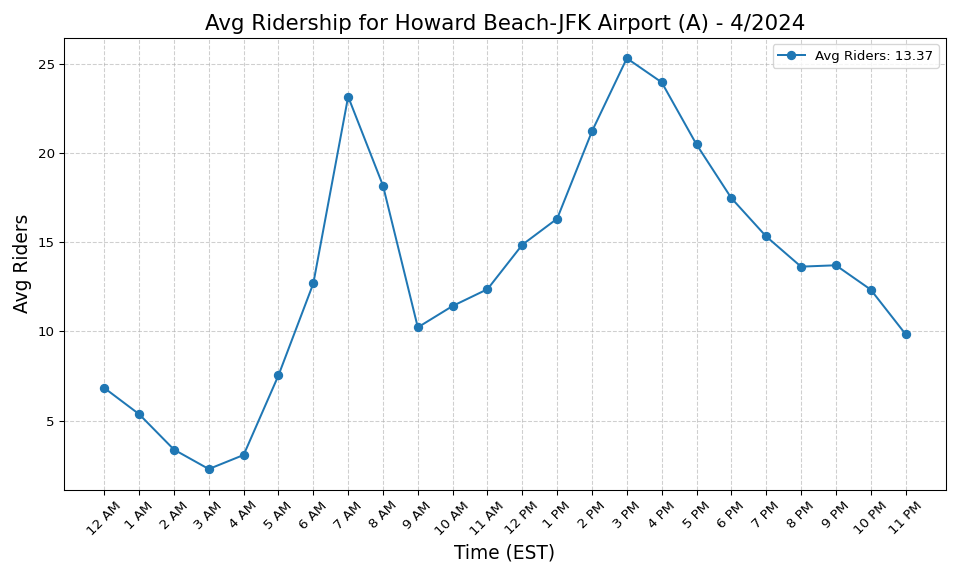 Avg Ridership for Howard Beach-JFK Airport (A) - 4/2024
Avg Riders: 13.37
Avg Riders
25
20
15
10
5
12 AM 1 AM 2 AM 3 AM 4 AM 5 AM 6 AM 7 AM 8 AM 9 AM 10 AM 11 AM 12 PM 1 PM 2 PM 3 PM 4 PM 5 PM 6 PM 7 PM 8 PM 9 PM 10 PM 11 PM
Time (EST)